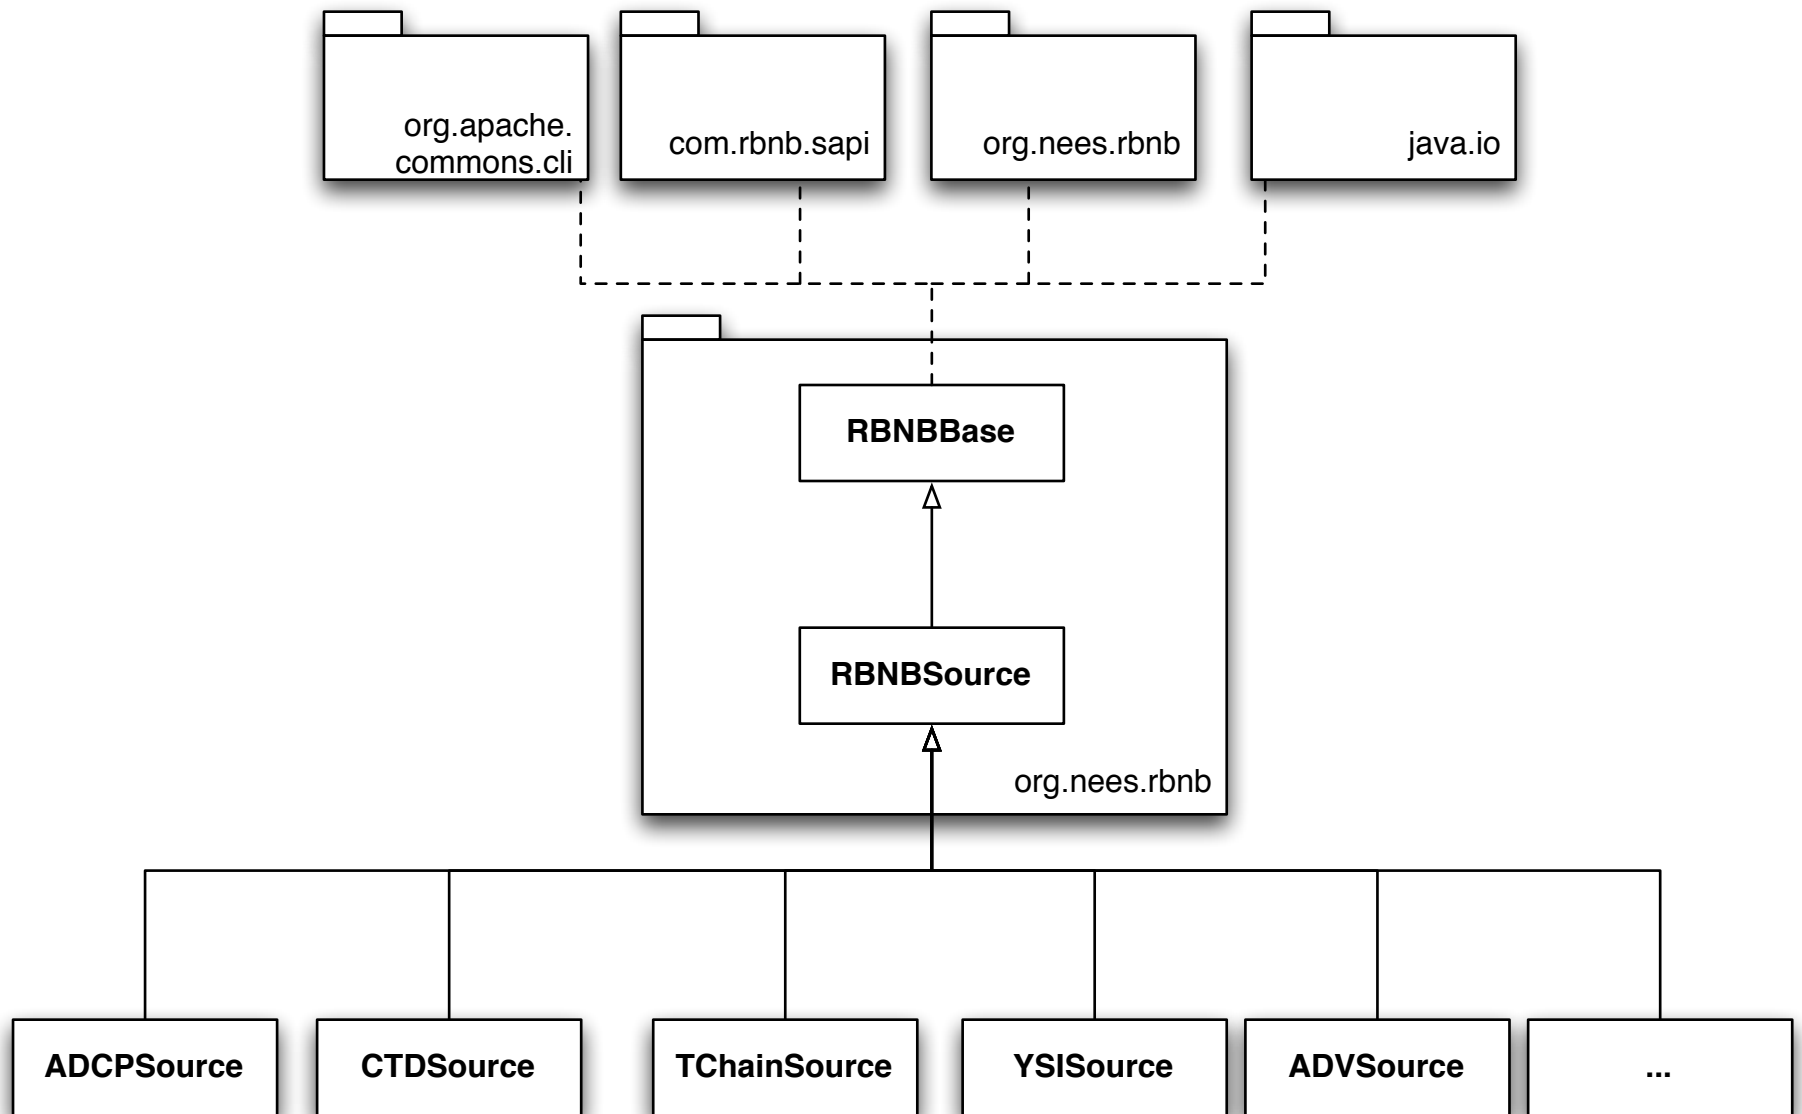 org.apache.
commons.cli
com.rbnb.sapi
org.nees.rbnb
java.io
RBNBBase
RBNBSource
org.nees.rbnb
ADCPSource
CTDSource
TChainSource
YSISource
ADVSource
...